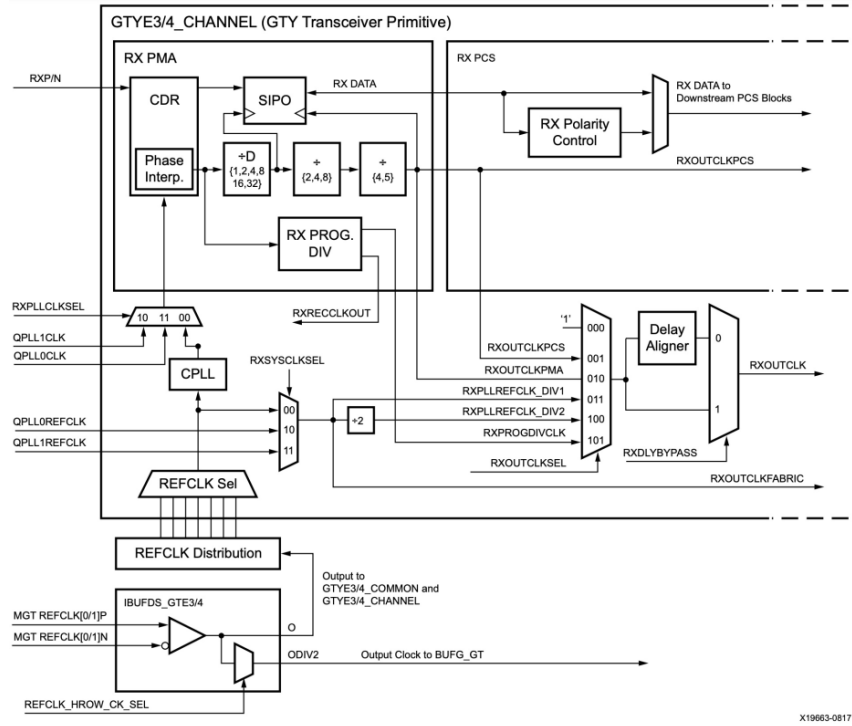 GTYE3/4_CHANNEL (GTY Transceiver Primitive)
RX PMA
RX PCS
RXP/N
CDR
SIPO
RX DATA
RX DATA to
Downstream PCS Blocks
RX Polarity
Control
Phase
Interp.
÷D
{1,2,4,8
16,32}
÷
{2,4,8}
÷
{4,5}
RXOUTCLKPCS
RX PROG.
DIV
RXPLLCLKSEL
10 11 00
RXRECCLKOUT
QPLL1CLK
QPLL0CLK
CPLL
RXSYSCLKSEL
'1'
000
RXOUTCLKPCS
001
RXOUTCLKPMA
010
RXPLLREFCLK_DIV1
011
RXPLLREFCLK_DIV2
100
RXPROGDIVCLK
101
Delay
Aligner
0
1
RXOUTCLK
00
10
11
÷2
QPLL0REFCLK
QPLL1REFCLK
RXOUTCLKSEL
RXDLYBYPASS
RXOUTCLKFABRIC
REFCLK Sel
REFCLK Distribution
Output to
GTYE3/4_COMMON and
GTYE3/4_CHANNEL
IBUFDS_GTE3/4
MGT REFCLK[0/1]P
MGT REFCLK[0/1]N
O
ODIV2
Output Clock to BUFG_GT
REFCLK_HROW_CK_SEL
X19663-0817